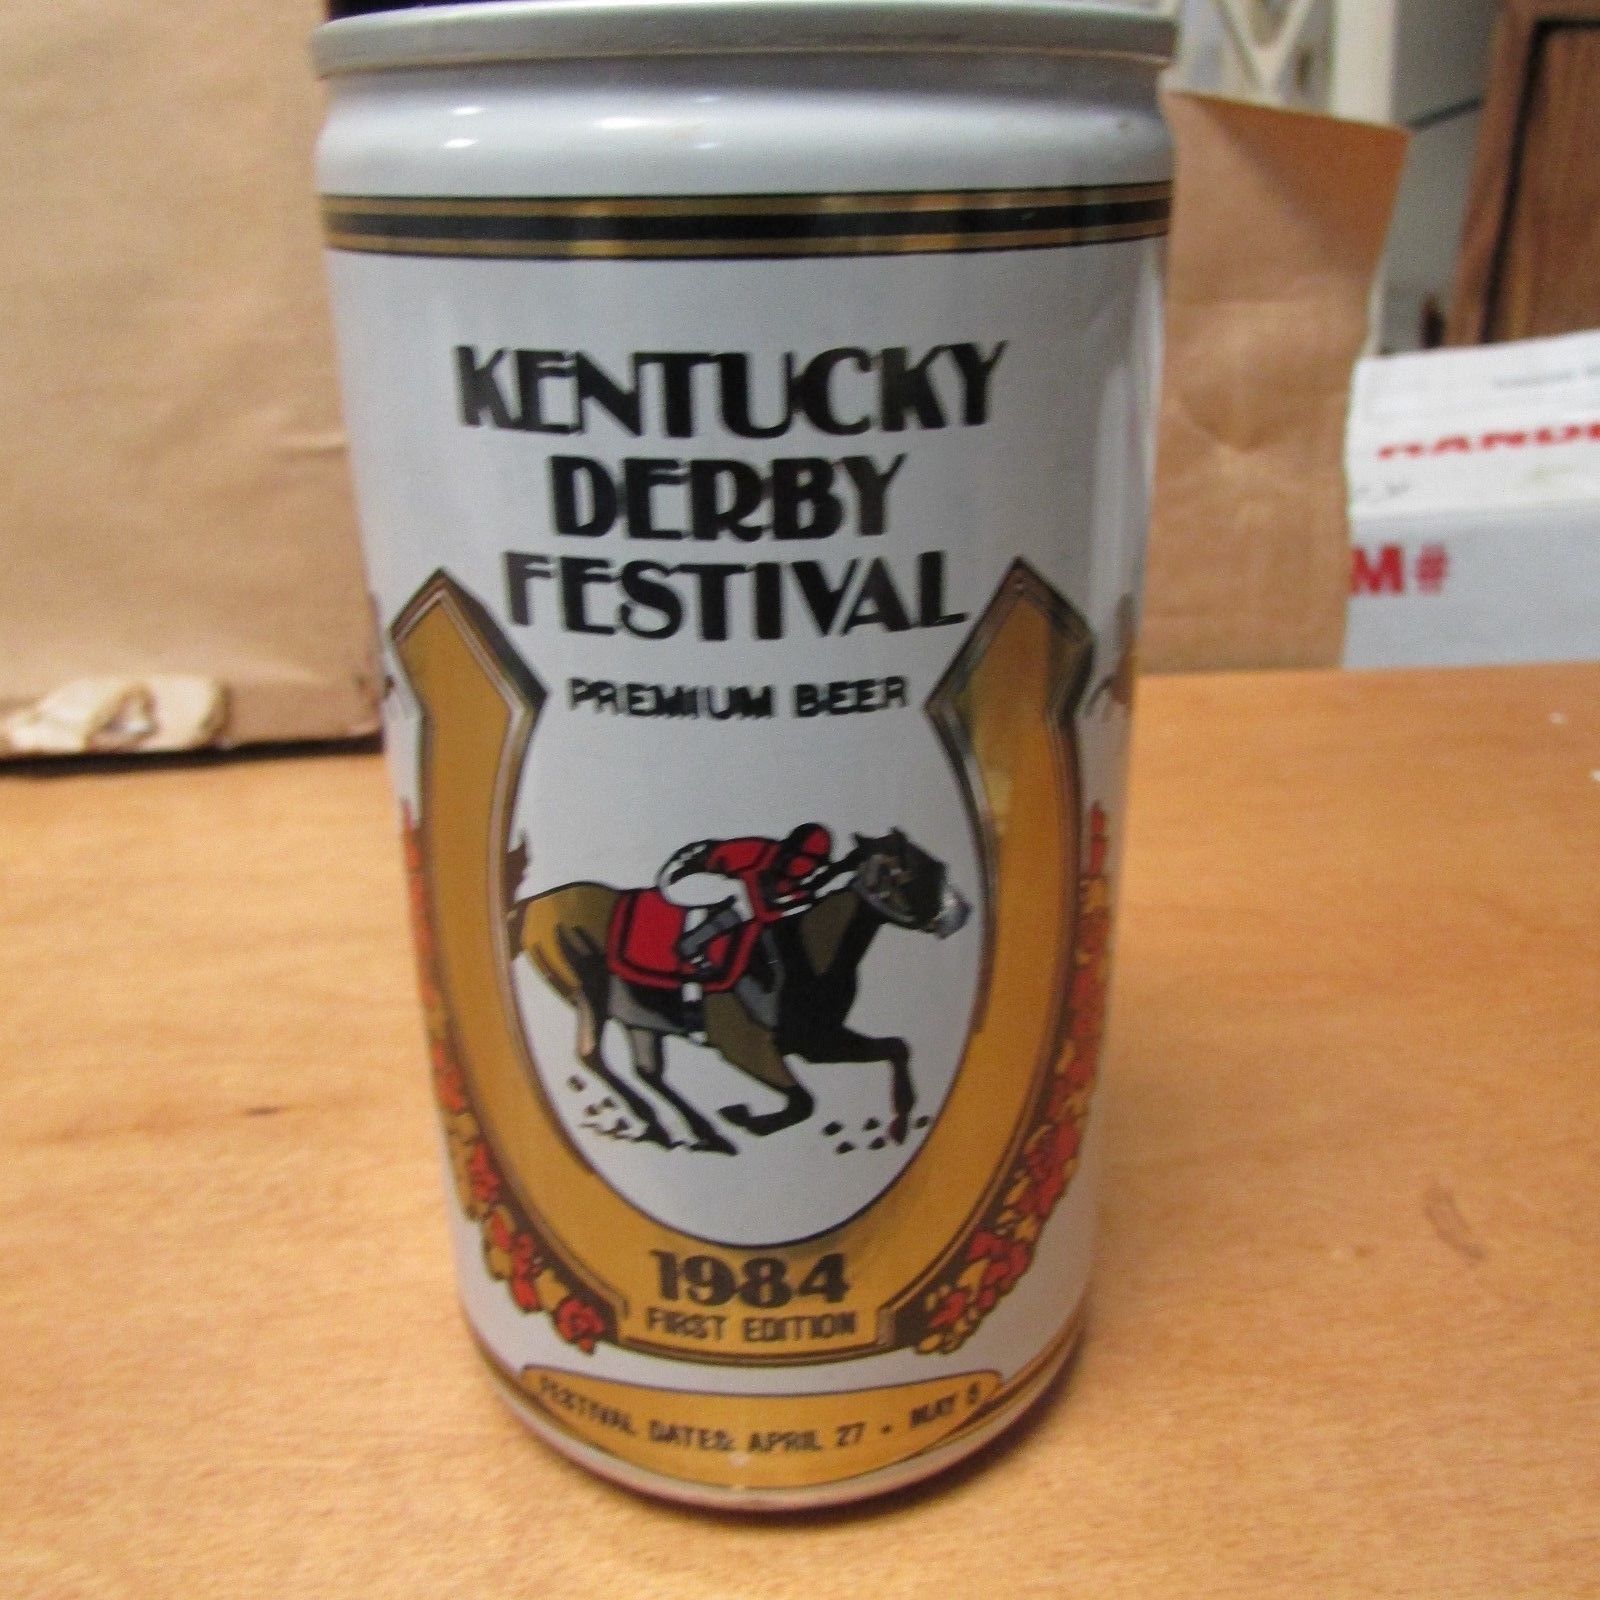 KENTUCKY
DERBY
FESTIVAL
PREMIUM BEER
1984
FIRST EDITION
FESTIVAL DATES: APRIL 27 • MAY 5
M#